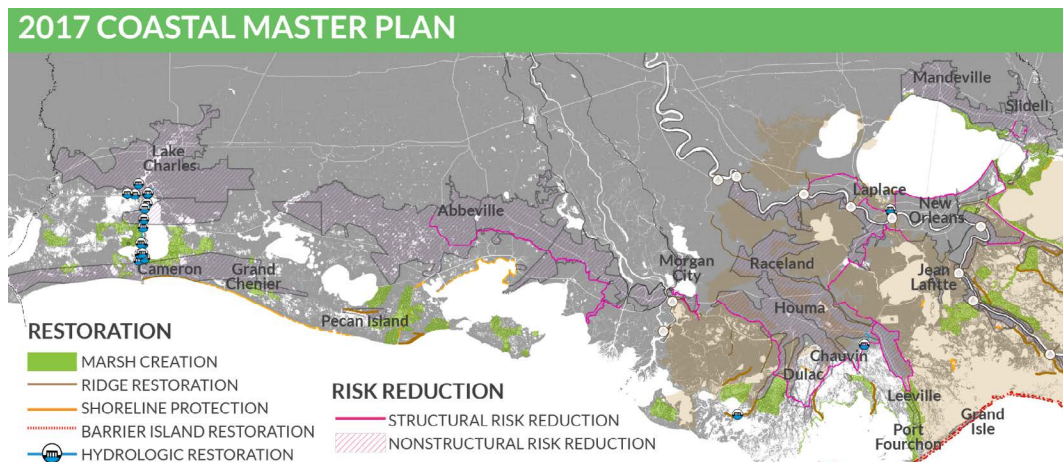 2017 COASTAL MASTER PLAN
Mandeville
Slidell
Lake
Charles
Laplace
New
Orleans
Abbeville
Morgan
City
Raceland
Jean
Lafitte
Cameron
Grand
Chenier
Houma
Pecan Island
Chauvin
Dulac
Leeville
Grand
Isle
Port
Fourchon
RESTORATION
MARSH CREATION
RIDGE RESTORATION
SHORELINE PROTECTION
BARRIER ISLAND RESTORATION
HYDROLOGIC RESTORATION
RISK REDUCTION
STRUCTURAL RISK REDUCTION
NONSTRUCTURAL RISK REDUCTION